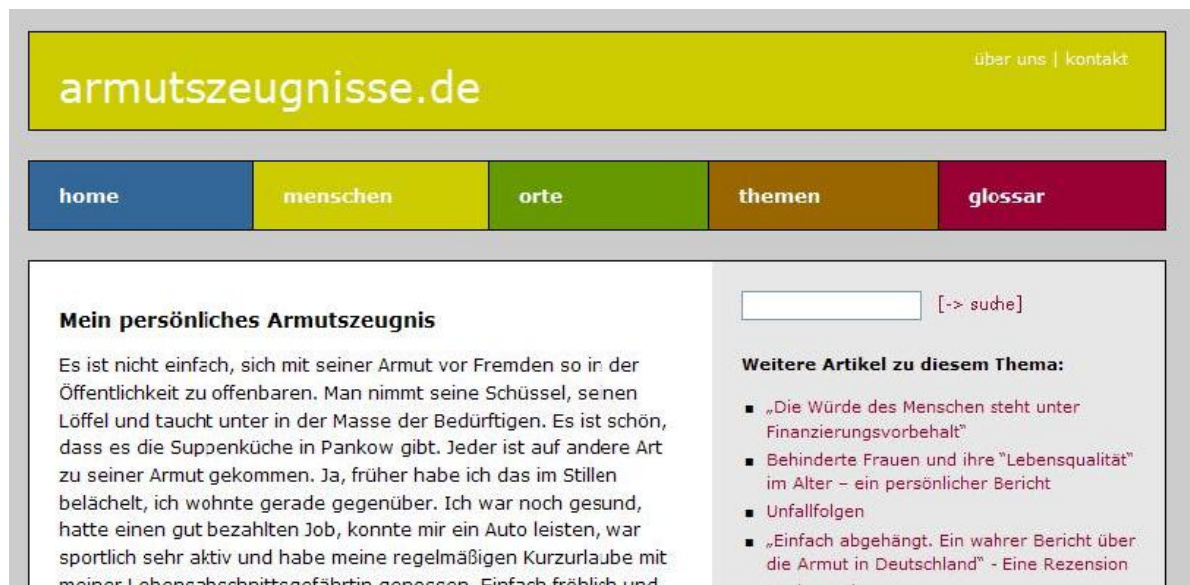 über uns | kontakt
armutszeugnisse.de
home menschen orte themen glossar
Mein persönliches Armutszeugnis
Es ist nicht einfach, sich mit seiner Armut vor Fremden so in der
Öffentlichkeit zu offenbaren. Man nimmt seine Schüssel, seinen
Löffel und taucht unter in der Masse der Bedürftigen. Es ist schön,
dass es die Suppenküche in Pankow gibt. Jeder ist auf andere Art
zu seiner Armut gekommen. Ja, früher habe ich das im Stillen
belächelt, ich wohnte gerade gegenüber. Ich war noch gesund,
hatte einen gut bezahlten Job, konnte mir ein Auto leisten, war
sportlich sehr aktiv und habe meine regelmäßigen Kurzurlaube mit
meiner Lebensabschnittsgefährtin genossen. Einfach fröhlich und
[-> suche]
Weitere Artikel zu diesem Thema:
„Die Würde des Menschen steht unter
Finanzierungsvorbehalt"
Behinderte Frauen und ihre "Lebensqualität"
im Alter – ein persönlicher Bericht
Unfallfolgen
„Einfach abgehängt. Ein wahrer Bericht über
die Armut in Deutschland" - Eine Rezension